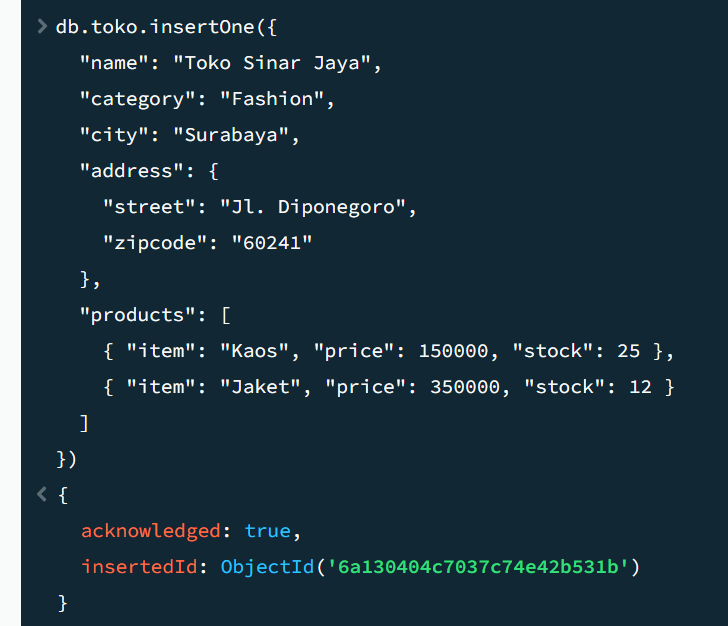 > db.toko.insertOne({
"name": "Toko Sinar Jaya",
"category": "Fashion",
"city": "Surabaya",
"address": {
"street": "Jl. Diponegoro",
"zipcode": "60241"
},
"products": [
{ "item": "Kaos", "price": 150000, "stock": 25 },
{ "item": "Jaket", "price": 350000, "stock": 12 }
]
})
< {
acknowledged: true,
insertedId: ObjectId('6a130404c7037c74e42b531b')
}